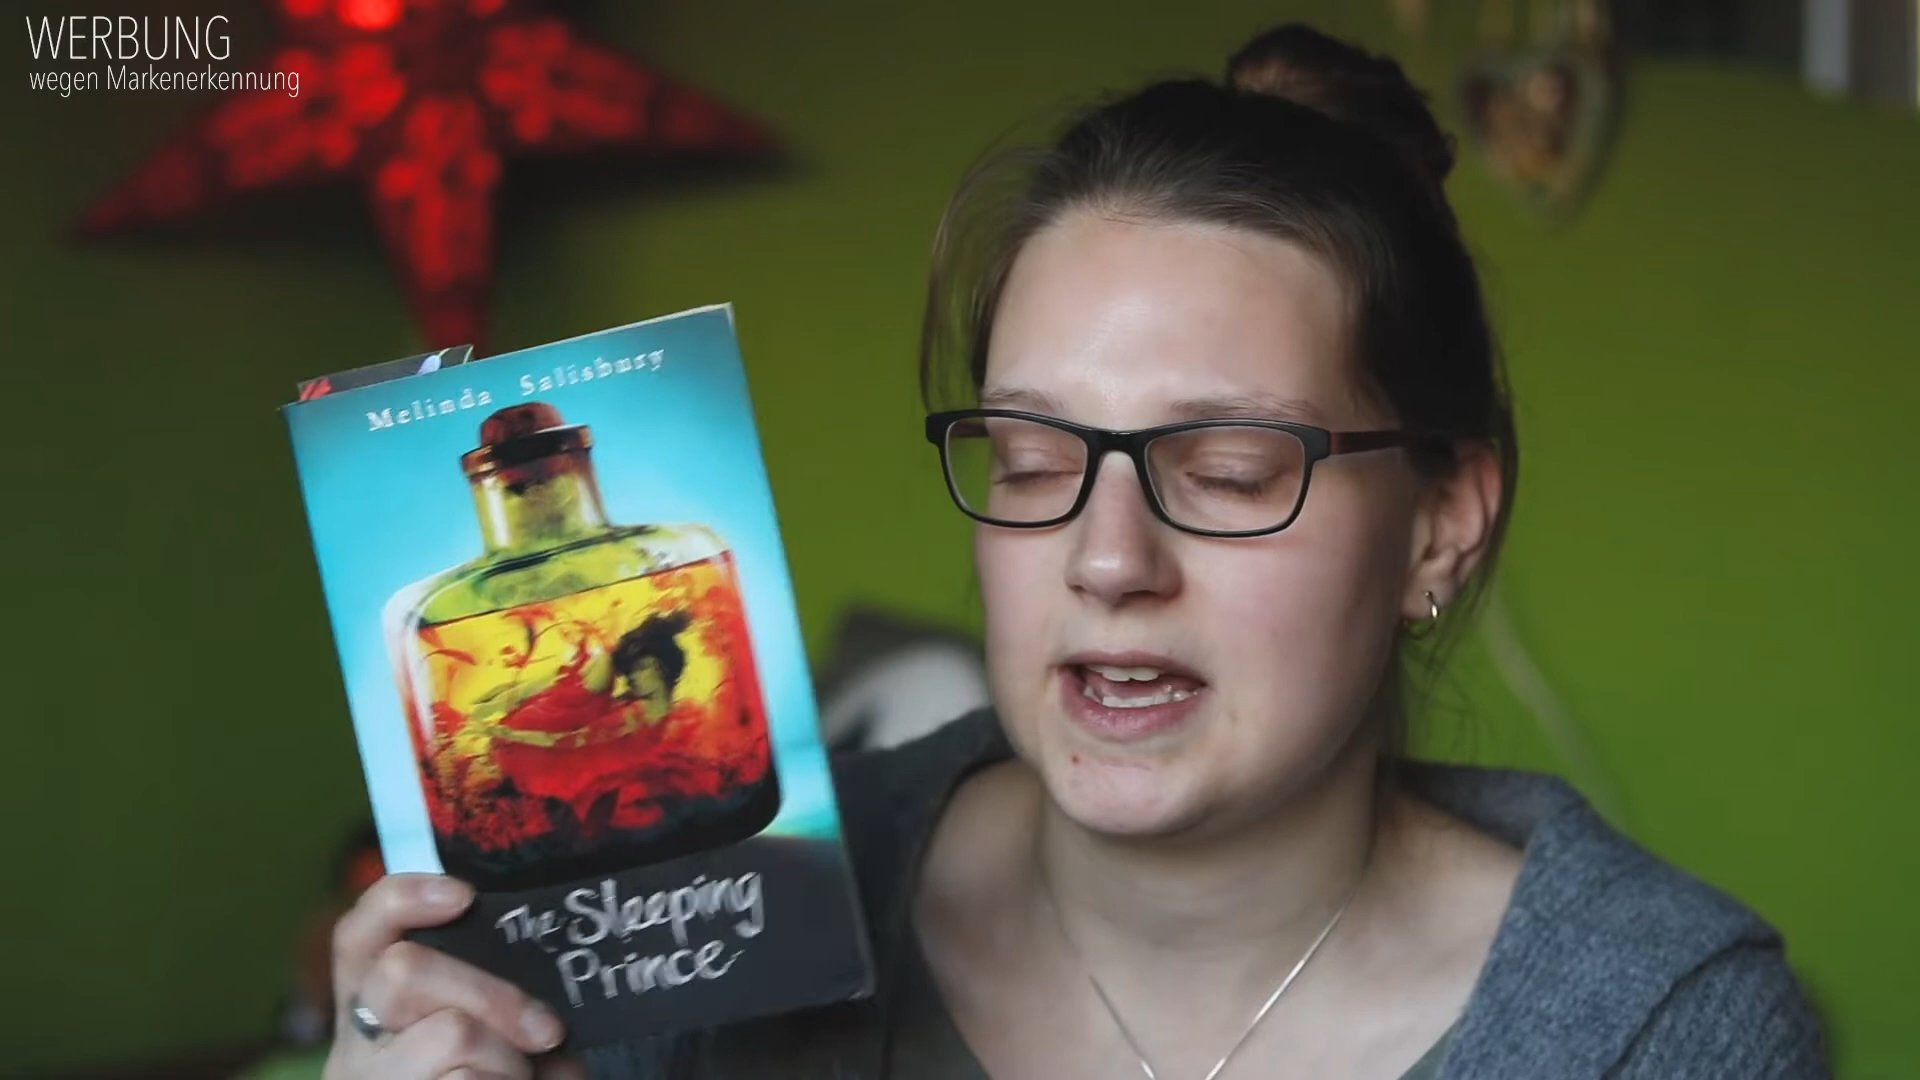 WERBUNG
wegen Markenerkennung
Melinda Salisbury
The Sleeping
Prince